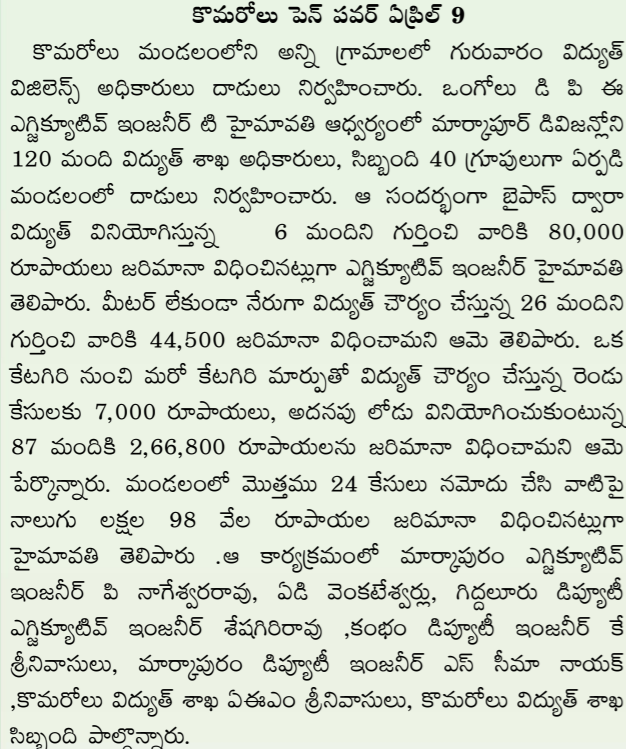 కొమరోలు పెన్ పవర్ ఏప్రిల్ 9
కొమరోలు మండలంలోని అన్ని గ్రామాలలో గురువారం విద్యుత్
విజిలెన్స్ అధికారులు దాడులు నిర్వహించారు. ఒంగోలు డి పి ఈ
ఎగ్జిక్యూటివ్ ఇంజనీర్ టి హైమావతి ఆధ్వర్యంలో మార్కాపూర్ డివిజన్లోని
120 మంది విద్యుత్ శాఖ అధికారులు, సిబ్బంది 40 గ్రూపులుగా ఏర్పడి
మండలంలో దాడులు నిర్వహించారు. ఆ సందర్భంగా బైపాస్ ద్వారా
విద్యుత్ వినియోగిస్తున్న 6 మందిని గుర్తించి వారికి 80,000
రూపాయలు జరిమానా విధించినట్లుగా ఎగ్జిక్యూటివ్ ఇంజనీర్ హైమావతి
తెలిపారు. మీటర్ లేకుండా నేరుగా విద్యుత్ చౌర్యం చేస్తున్న 26 మందిని
గుర్తించి వారికి 44,500 జరిమానా విధించామని ఆమె తెలిపారు. ఒక
కేటగిరి నుంచి మరో కేటగిరి మార్పుతో విద్యుత్ చౌర్యం చేస్తున్న రెండు
కేసులకు 7,000 రూపాయలు, అదనపు లోడు వినియోగించుకుంటున్న
87 మందికి 2,66,800 రూపాయలను జరిమానా విధించామని ఆమె
పేర్కొన్నారు. మండలంలో మొత్తము 24 కేసులు నమోదు చేసి వాటిపై
నాలుగు లక్షల 98 వేల రూపాయల జరిమానా విధించినట్లుగా
హైమావతి తెలిపారు .ఆ కార్యక్రమంలో మార్కాపురం ఎగ్జిక్యూటివ్
ఇంజనీర్ పి నాగేశ్వరరావు, ఏడి వెంకటేశ్వర్లు, గిద్దలూరు డిప్యూటీ
ఎగ్జిక్యూటివ్ ఇంజనీర్ శేషగిరిరావు ,కంభం డిప్యూటీ ఇంజనీర్ కే
శ్రీనివాసులు, మార్కాపురం డిప్యూటీ ఇంజనీర్ ఎస్ సీమా నాయక్
,కొమరోలు విద్యుత్ శాఖ ఏఈఎం శ్రీనివాసులు, కొమరోలు విద్యుత్ శాఖ
సిబ్బంది పాల్గొన్నారు.